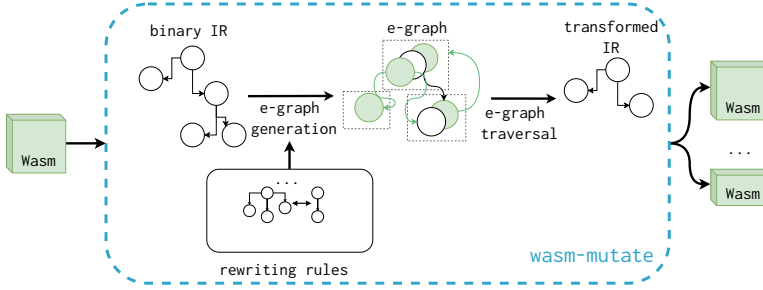 binary IR
e-graph
transformed
IR
e-graph
generation
e-graph
traversal
Wasm
Wasm
...
Wasm
...
rewriting rules
wasm-mutate